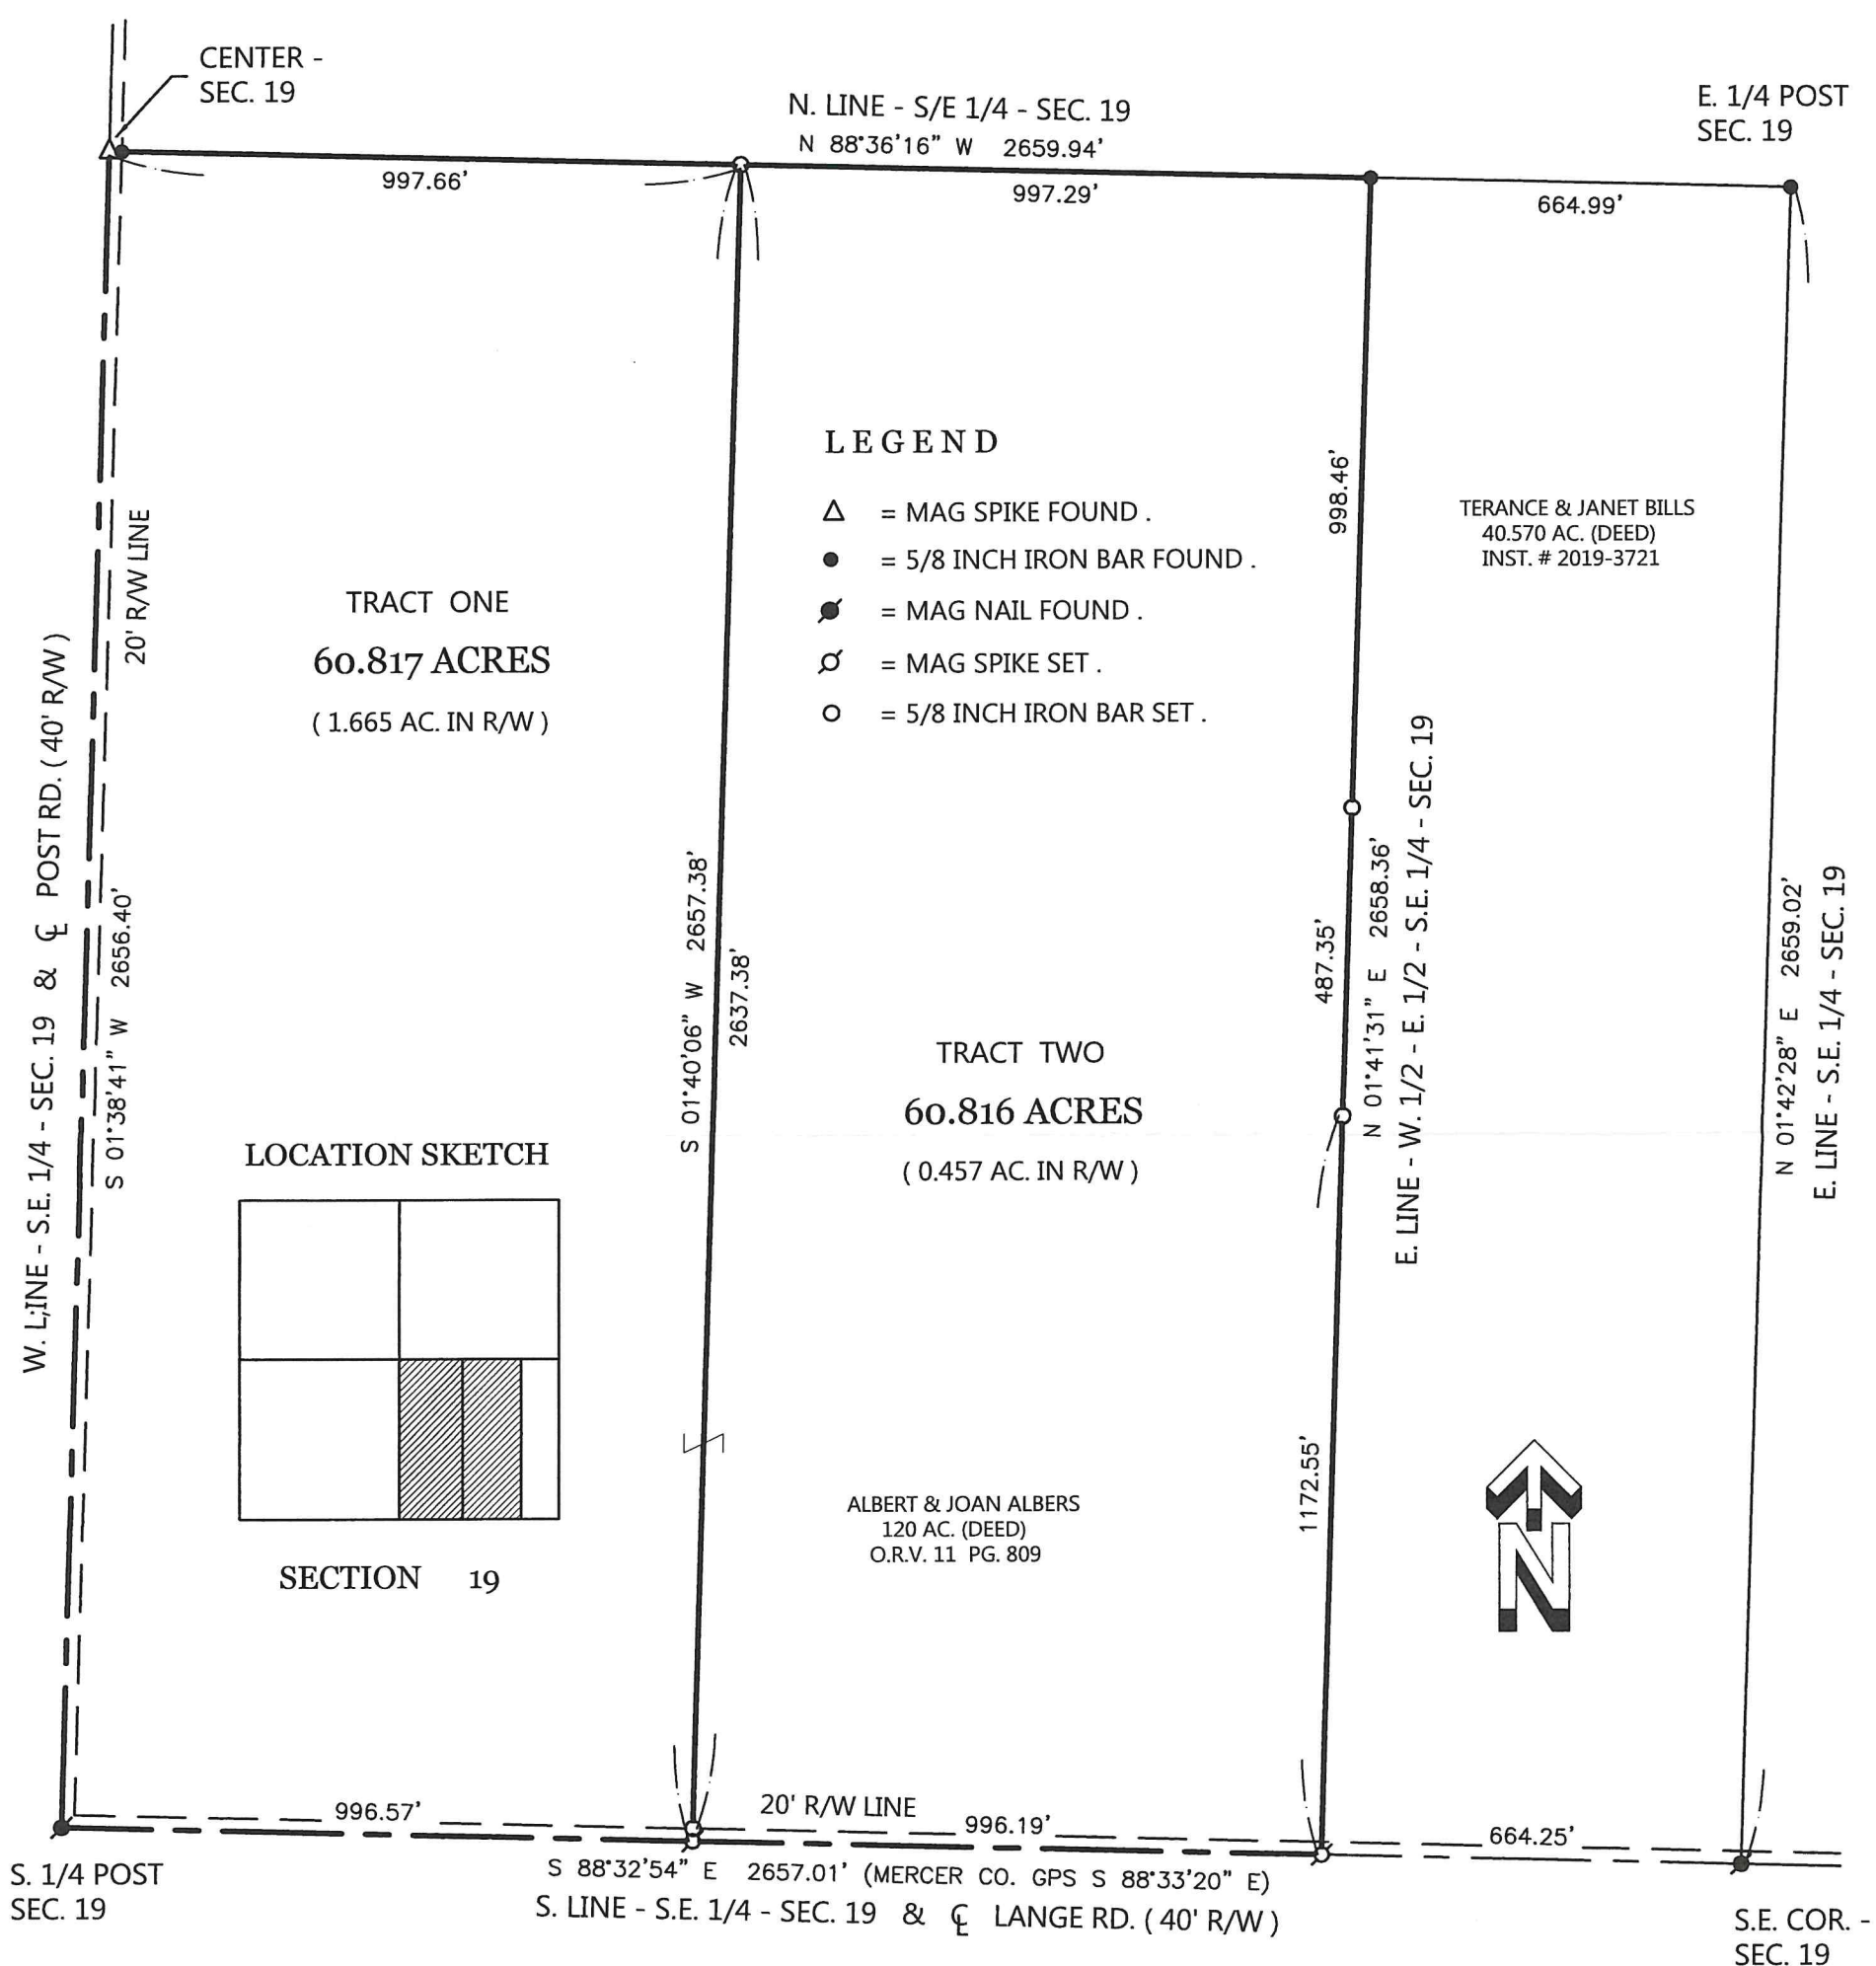 CENTER -
SEC. 19
N. LINE - S/E 1/4 - SEC. 19
N 88°36'16" W 2659.94'
E. 1/4 POST
SEC. 19
997.66'
997.29'
664.99'
LEGEND
= MAG SPIKE FOUND .
= 5/8 INCH IRON BAR FOUND .
= MAG NAIL FOUND .
= MAG SPIKE SET .
= 5/8 INCH IRON BAR SET .
998.46'
TERANCE & JANET BILLS
40.570 AC. (DEED)
INST. # 2019-3721
20' R/W LINE
TRACT ONE
60.817 ACRES
( 1.665 AC. IN R/W )
W. L;INE - S.E. 1/4 - SEC. 19 & ℄ POST RD. ( 40' R/W )
S 01°38'41" W 2656.40'
S 01°40'06" W 2657.38'
2637.38'
487.35'
N 01°41'31" E 2658.36'
E. LINE - W. 1/2 - E. 1/2 - S.E. 1/4 - SEC. 19
N 01°42'28" E 2659.02'
E. LINE - S.E. 1/4 - SEC. 19
TRACT TWO
60.816 ACRES
( 0.457 AC. IN R/W )
LOCATION SKETCH
SECTION 19
1172.55'
ALBERT & JOAN ALBERS
120 AC. (DEED)
O.R.V. 11 PG. 809
N
996.57'
20' R/W LINE
996.19'
664.25'
S 88°32'54" E 2657.01' (MERCER CO. GPS S 88°33'20" E)
S. LINE - S.E. 1/4 - SEC. 19 & ℄ LANGE RD. ( 40' R/W )
S. 1/4 POST
SEC. 19
S.E. COR. -
SEC. 19